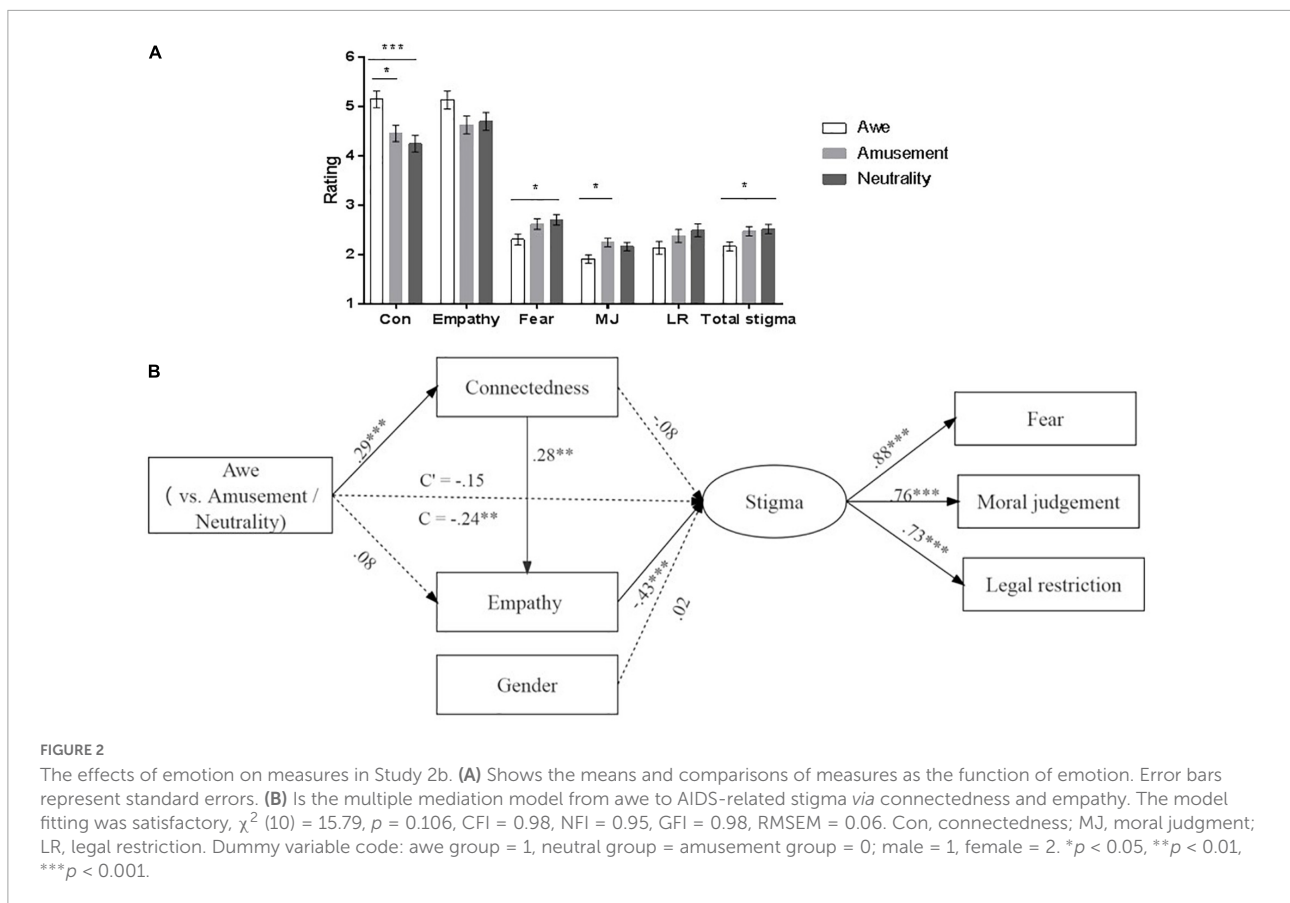 A
***
*
*
*
*
6
5
4
3
2
1
Rating
Con Empathy Fear MJ LR Total stigma
Awe
Amusement
Neutrality
B
Connectedness
Awe
( vs. Amusement /
Neutrality)
.29***
.28**
-.08
C' = -.15
C = -.24**
.08
Empathy
-.43***
.02
Gender
Stigma
.88***
.76***
.73***
Fear
Moral judgement
Legal restriction
FIGURE 2
The effects of emotion on measures in Study 2b. (A) Shows the means and comparisons of measures as the function of emotion. Error bars
represent standard errors. (B) Is the multiple mediation model from awe to AIDS-related stigma via connectedness and empathy. The model
fitting was satisfactory, χ² (10) = 15.79, p = 0.106, CFI = 0.98, NFI = 0.95, GFI = 0.98, RMSEM = 0.06. Con, connectedness; MJ, moral judgment;
LR, legal restriction. Dummy variable code: awe group = 1, neutral group = amusement group = 0; male = 1, female = 2. *p < 0.05, **p < 0.01,
***p < 0.001.